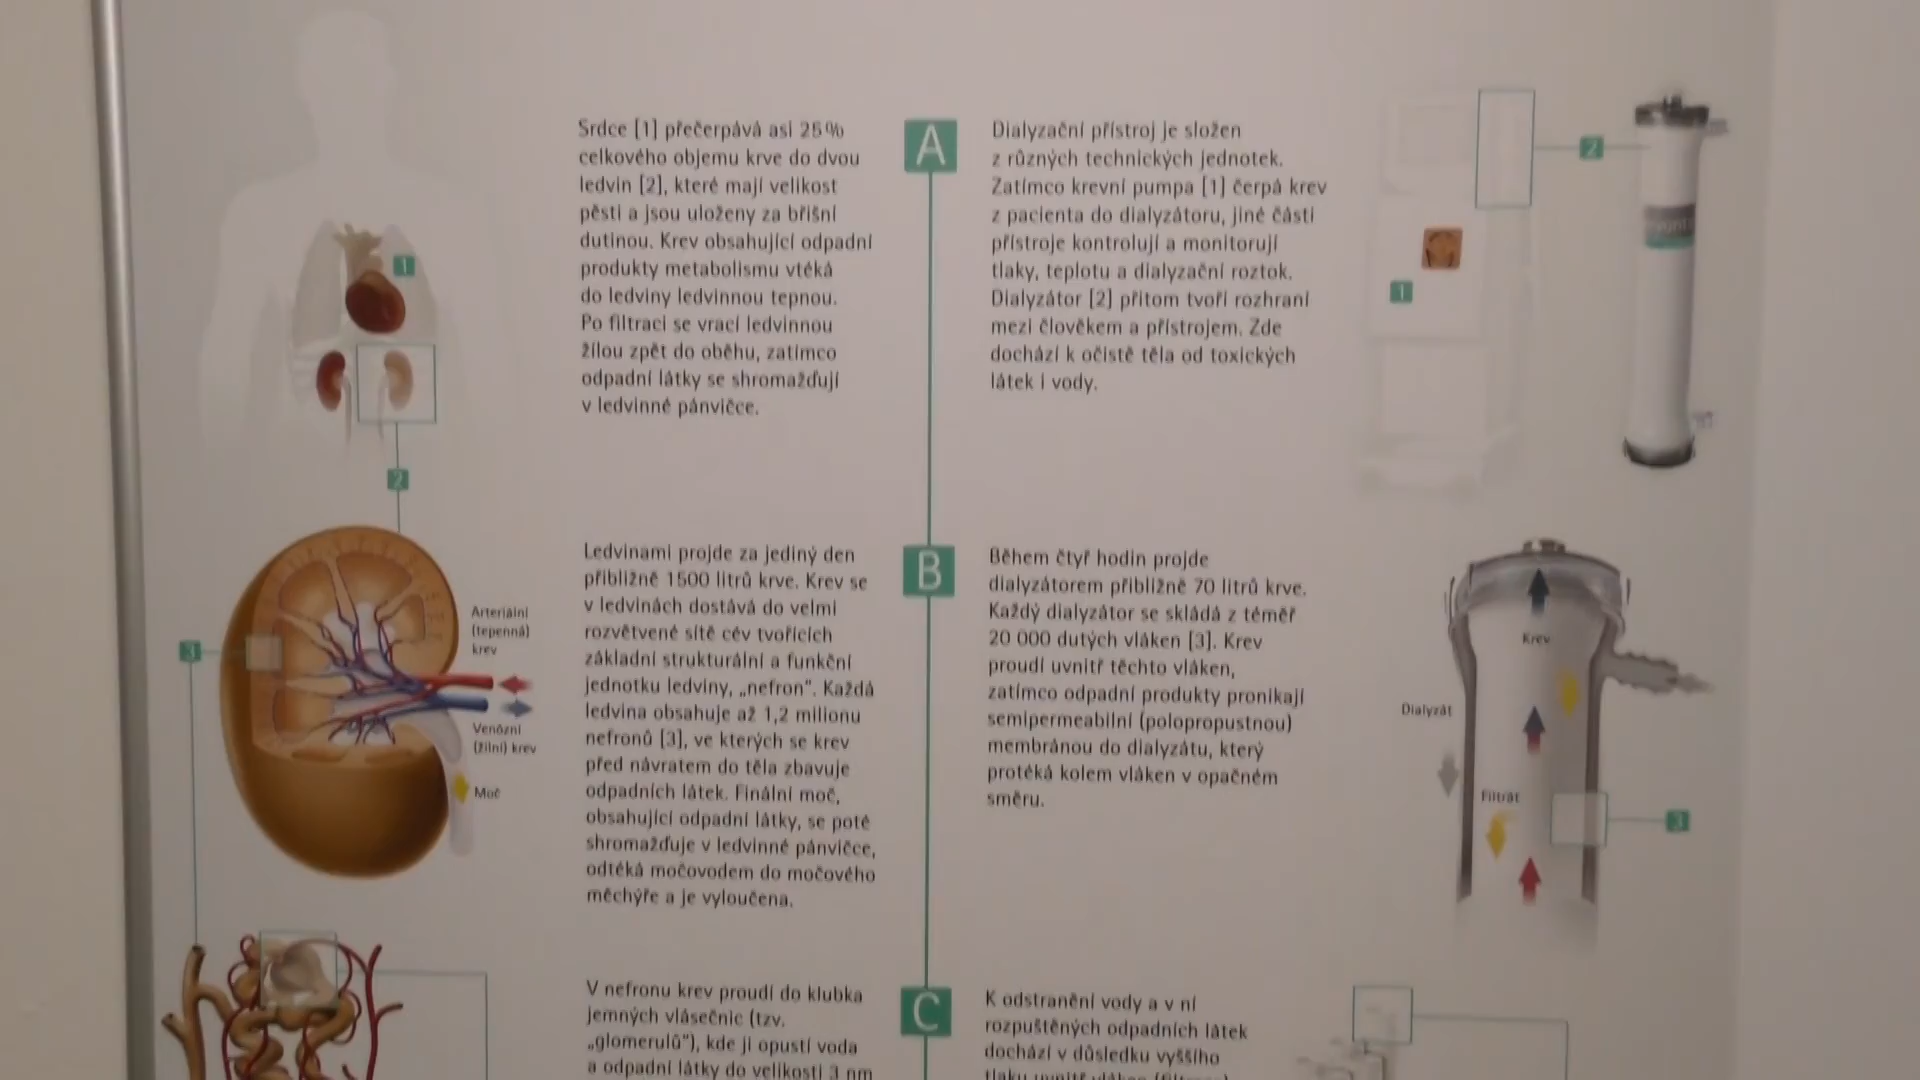 Srdce [1] přečerpává asi 25%
celkového objemu krve do dvou
ledvin [2], které mají velikost
pěsti a jsou uloženy za břišní
dutinou. Krev obsahující odpadní
produkty metabolismu vtéká
do ledviny ledvinnou tepnou.
Po filtraci se vrací ledvinnou
žílou zpět do oběhu, zatímco
odpadní látky se shromažďují
v ledvinné pánvičce.
A
Dialyzační přístroj je složen
z různých technických jednotek.
Zatímco krevní pumpa [1] čerpá krev
z pacienta do dialyzátoru, jiné části
přístroje kontrolují a monitorují
tlaky, teplotu a dialyzační roztok.
Dialyzátor [2] přitom tvoří rozhraní
mezi člověkem a přístrojem. Zde
dochází k očistě těla od toxických
látek i vody.
1
2
1
2
Ledvinami projde za jediný den
přibližně 1500 litrů krve. Krev se
v ledvinách dostává do velmi
rozvětvené sítě cév tvořících
základní strukturální a funkční
jednotku ledviny, „nefron“. Každá
ledvina obsahuje až 1,2 milionu
nefronů [3], ve kterých se krev
před návratem do těla zbavuje
odpadních látek. Finální moč,
obsahující odpadní látky, se poté
shromažďuje v ledvinné pánvičce,
odtéká močovodem do močového
měchýře a je vyloučena.
Arteriální
(tepenná)
krev
Venózní
(žilní) krev
Moč
3
B
Během čtyř hodin projde
dialyzátorem přibližně 70 litrů krve.
Každý dialyzátor se skládá z téměř
20 000 dutých vláken [3]. Krev
proudí uvnitř těchto vláken,
zatímco odpadní produkty pronikají
semipermeabilní (polopropustnou)
membránou do dialyzátu, který
protéká kolem vláken v opačném
směru.
Krev
Dialyzát
Filtrát
3
V nefronu krev proudí do klubka
jemných vlásečnic (tzv.
„glomerulů“), kde ji opustí voda
a odpadní látky do velikosti 3 nm
C
K odstranění vody a v ní
rozpuštěných odpadních látek
dochází v důsledku vyššího
tlaku uvnitř vláken